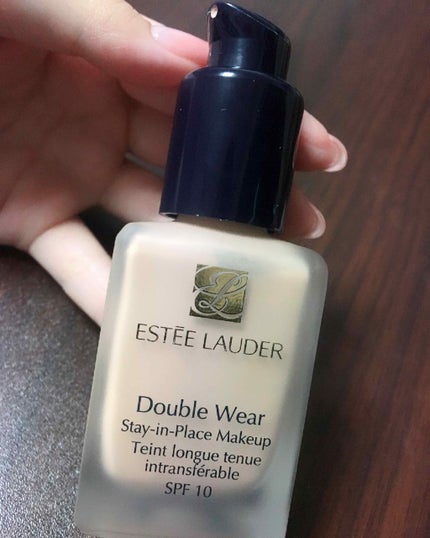 ESTĒE LAUDER
Double Wear
Stay-in-Place Makeup
Teint longue tenue
intransférable
SPF 10